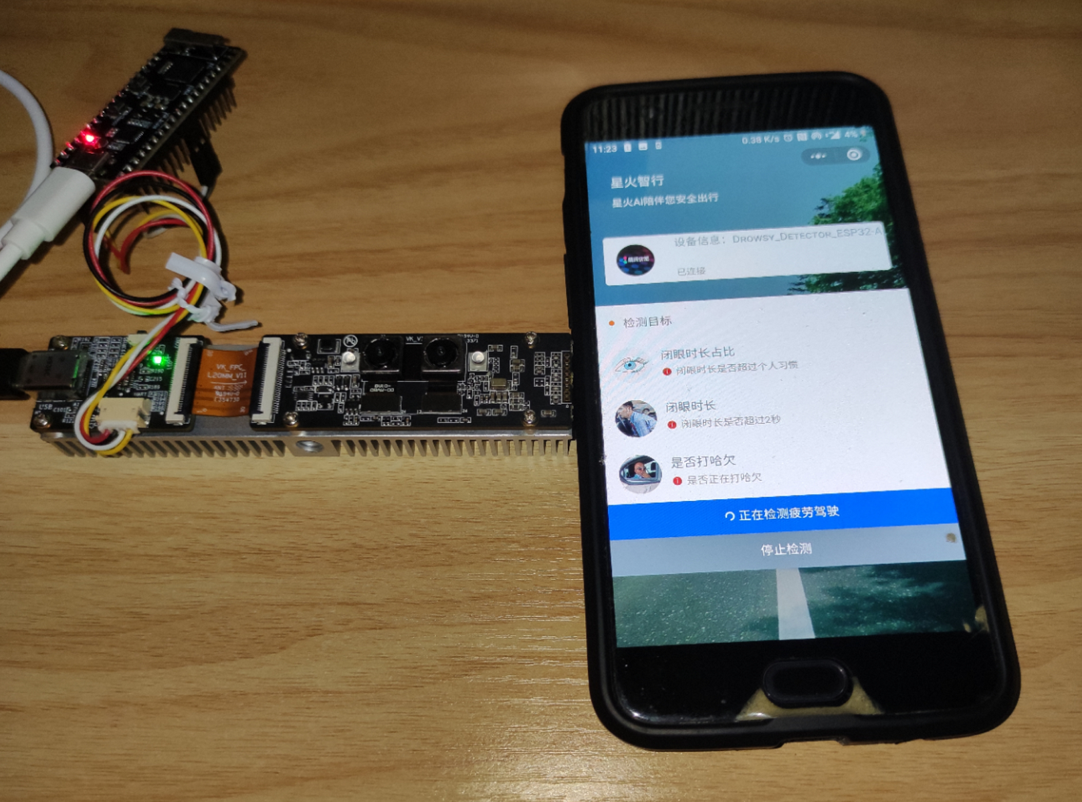 11:23 0.38 K/s 4%
星火智行
星火AI陪伴您安全出行
设备信息: DROWSY_DETECTOR_ESP32-A
已连接
检测目标
闭眼时长占比
闭眼时长是否超过个人习惯
闭眼时长
闭眼时长是否超过2秒
是否打哈欠
是否正在打哈欠
正在检测疲劳驾驶
停止检测
VR_FPC_
L20MM_V11